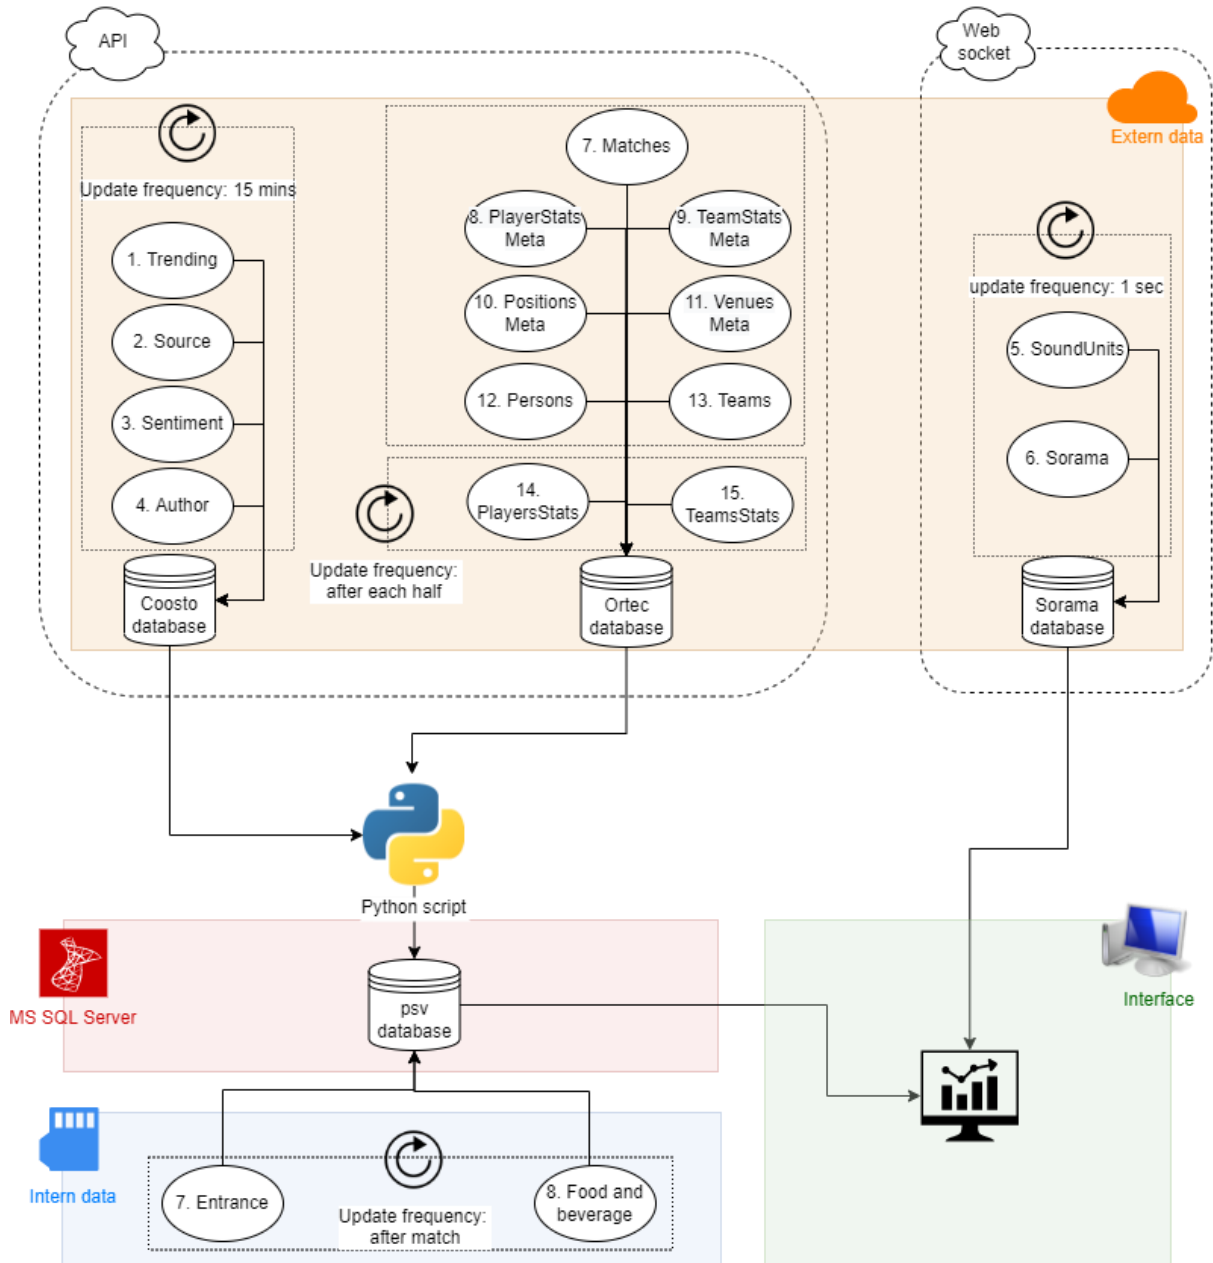 API
Web
socket
Extern data
Update frequency: 15 mins
1. Trending
2. Source
3. Sentiment
4. Author
Coosto
database
7. Matches
8. PlayerStats
Meta
9. TeamStats
Meta
10. Positions
Meta
11. Venues
Meta
12. Persons
13. Teams
14.
PlayersStats
15.
TeamsStats
Update frequency:
after each half
Ortec
database
update frequency: 1 sec
5. SoundUnits
6. Sorama
Sorama
database
Python script
MS SQL Server
psv
database
Interface
Intern data
7. Entrance
Update frequency:
after match
8. Food and
beverage